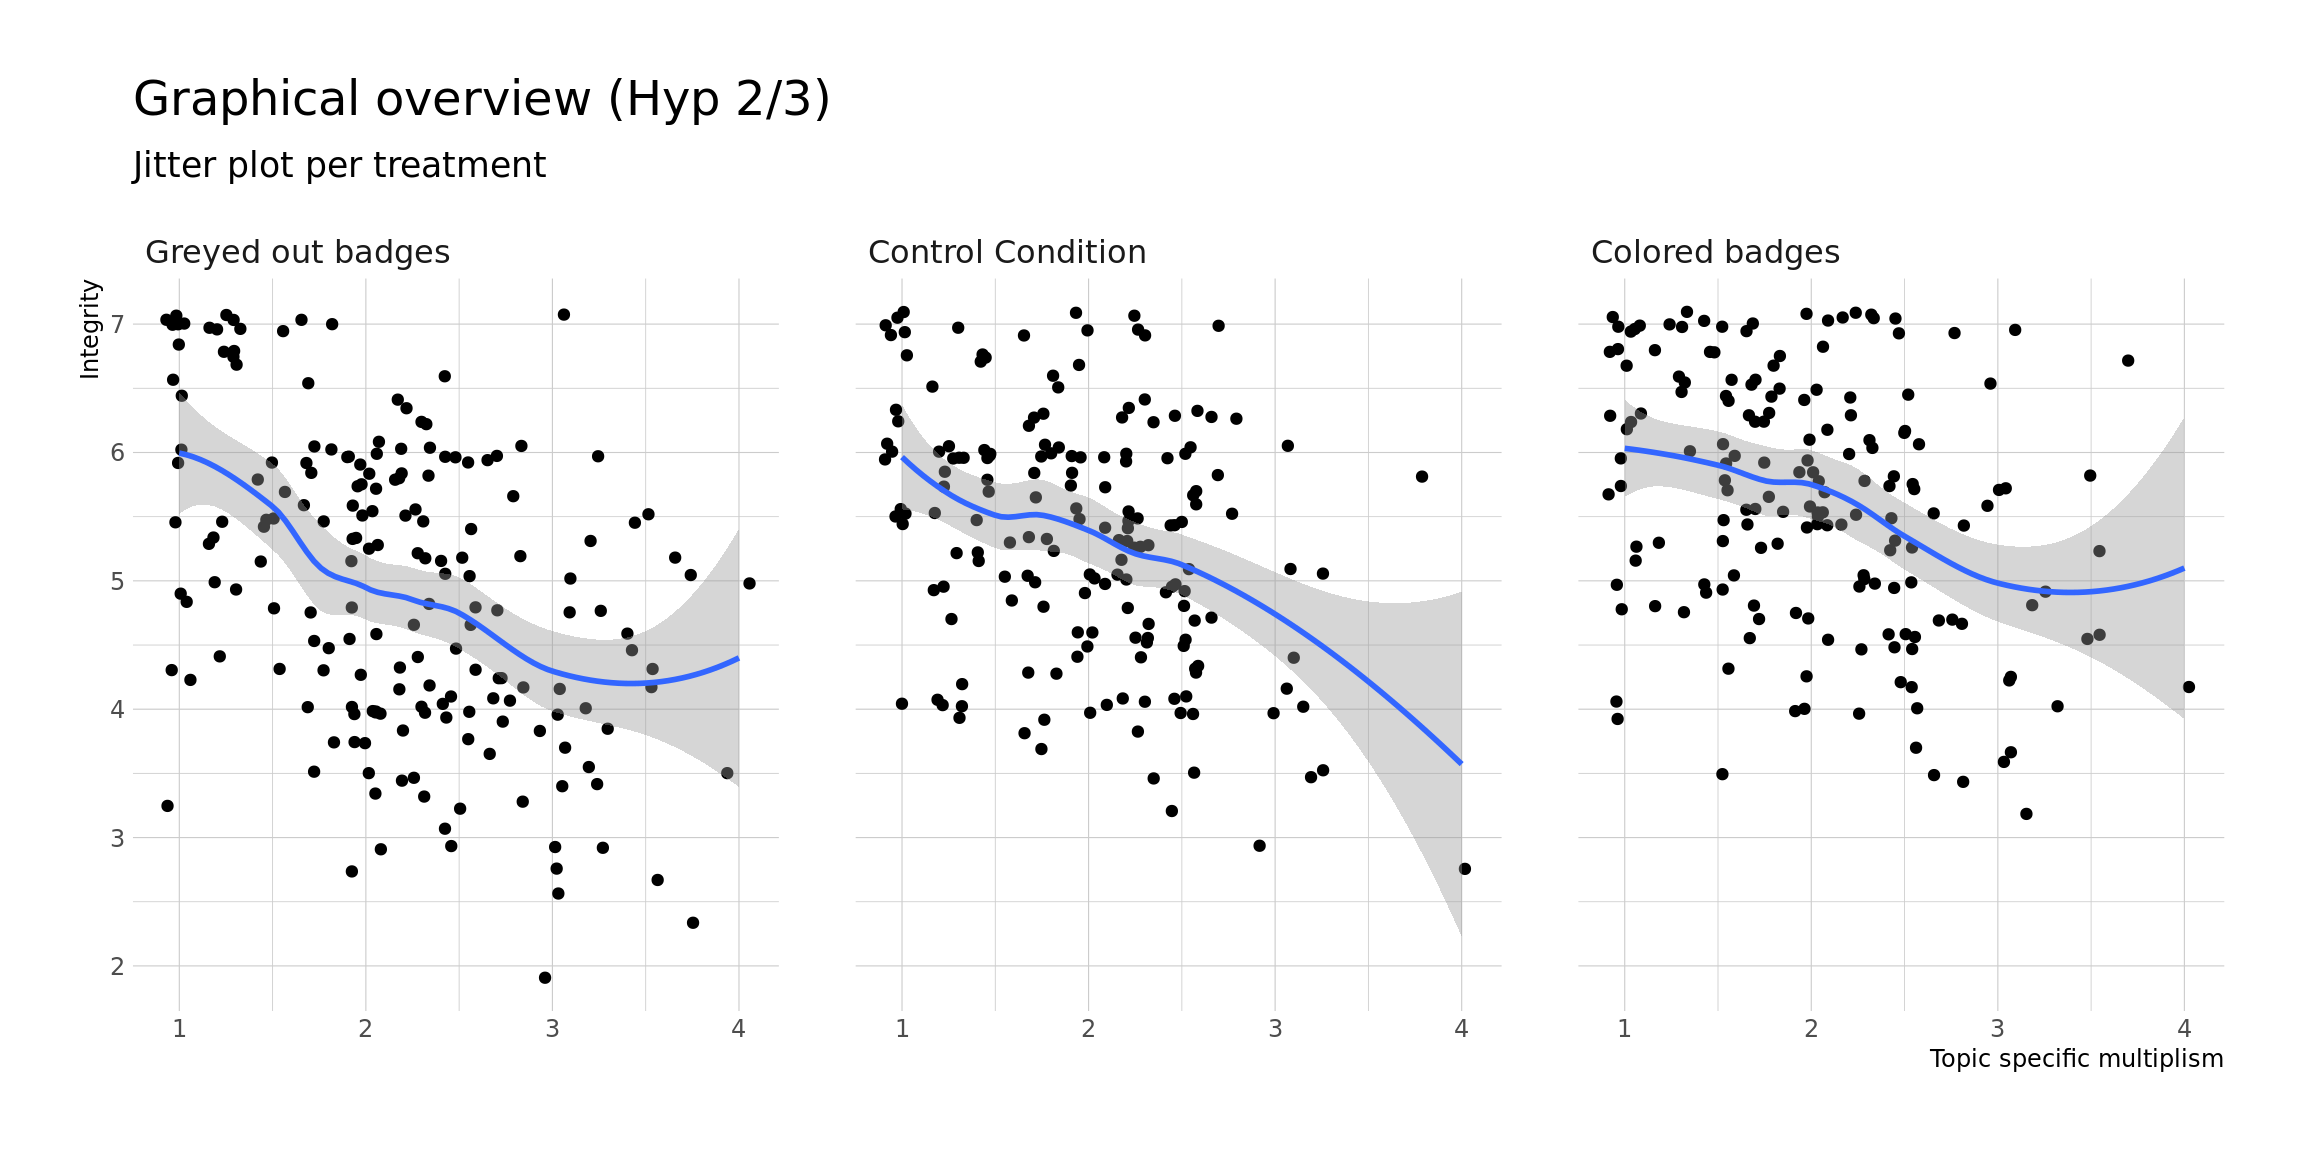 Graphical overview (Hyp 2/3)
Jitter plot per treatment
Greyed out badges
Control Condition
Colored badges
Integrity
7
6
5
4
3
2
1 2 3 4
1 2 3 4
1 2 3 4
Topic specific multiplism